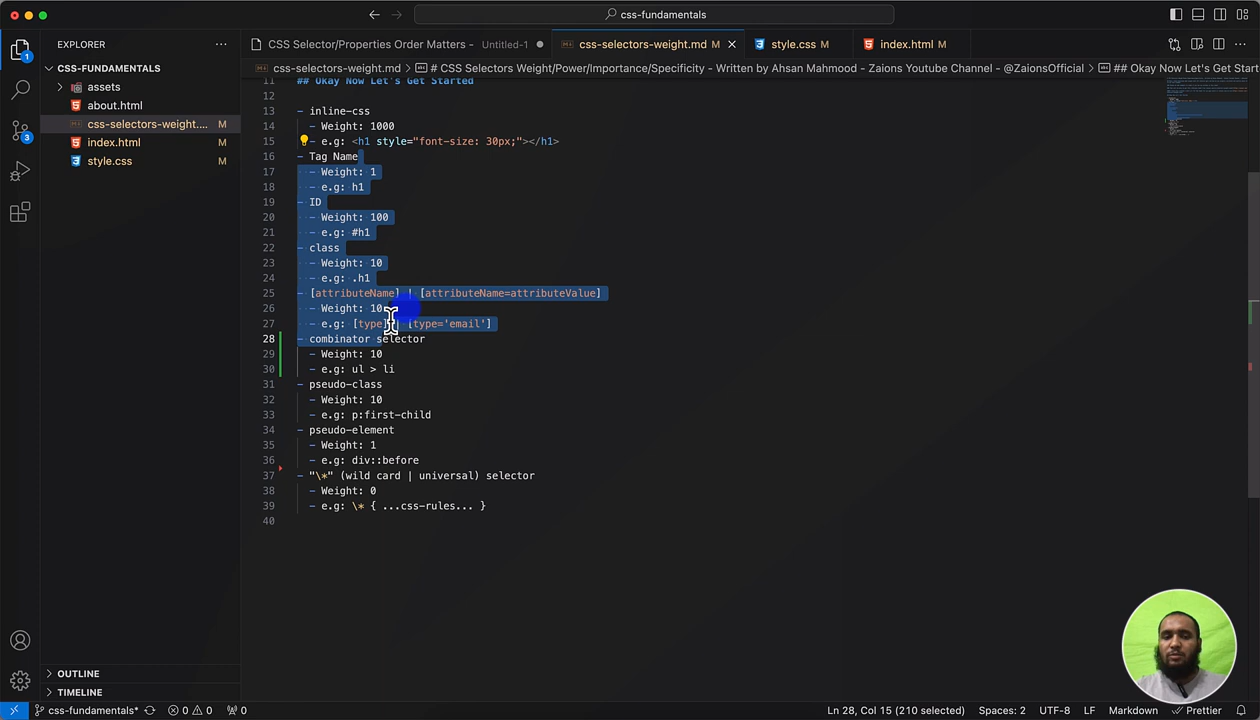 css-fundamentals
EXPLORER
CSS Selector/Properties Order Matters - Untitled-1
css-selectors-weight.md M
style.css M
index.html M
CSS-FUNDAMENTALS
css-selectors-weight.md > # CSS Selectors Weight/Power/Importance/Specificity - Written by Ahsan Mahmood - Zaions Youtube Channel - @ZaionsOfficial > ## Okay Now Let's Get Start
assets
about.html
css-selectors-weight.... M
index.html M
style.css M
1
3
11 ## Okay Now Let's Get Started
12
13 - inline-css
14 - Weight: 1000
15 - e.g: <h1 style="font-size: 30px;"></h1>
16 - Tag Name
17 - Weight: 1
18 - e.g: h1
19 - ID
20 - Weight: 100
21 - e.g: #h1
22 - class
23 - Weight: 10
24 - e.g: .h1
25 - [attributeName] | [attributeName=attributeValue]
26 - Weight: 10
27 - e.g: [type] | [type='email']
28 - combinator selector
29 - Weight: 10
30 - e.g: ul > li
31 - pseudo-class
32 - Weight: 10
33 - e.g: p:first-child
34 - pseudo-element
35 - Weight: 1
36 - e.g: div::before
37 - "\*" (wild card | universal) selector
38 - Weight: 0
39 - e.g: \* { ...css-rules... }
40
OUTLINE
TIMELINE
css-fundamentals* 0 0 0
Ln 28, Col 15 (210 selected) Spaces: 2 UTF-8 LF Markdown Prettier